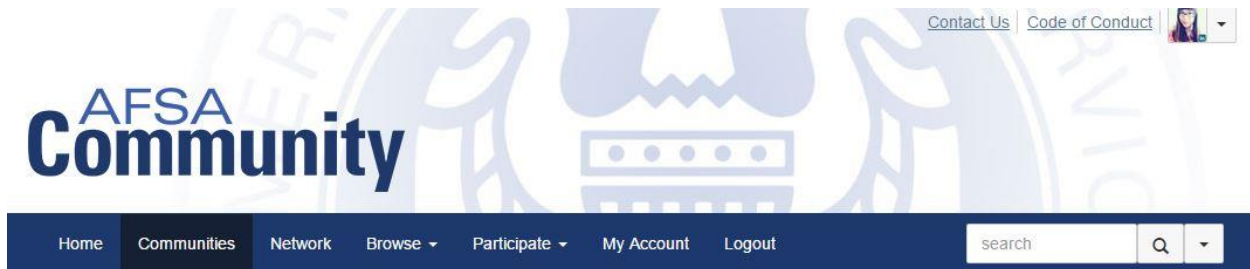 Contact Us Code of Conduct
AFSA
Community
Home Communities Network Browse Participate My Account Logout search